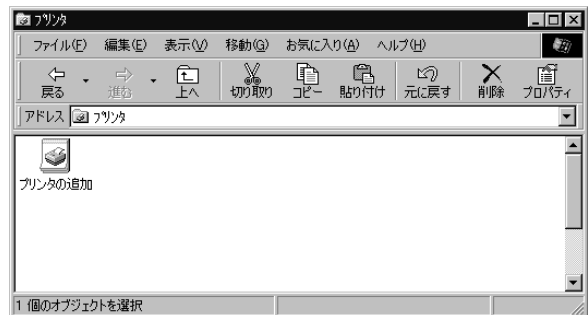 プリンタ
ファイル(F) 編集(E) 表示(V) 移動(G) お気に入り(A) ヘルプ(H)
戻る 進む 上へ 切り取り コピー 貼り付け 元に戻す 削除 プロパティ
アドレス プリンタ
プリンタの追加
1 個のオブジェクトを選択